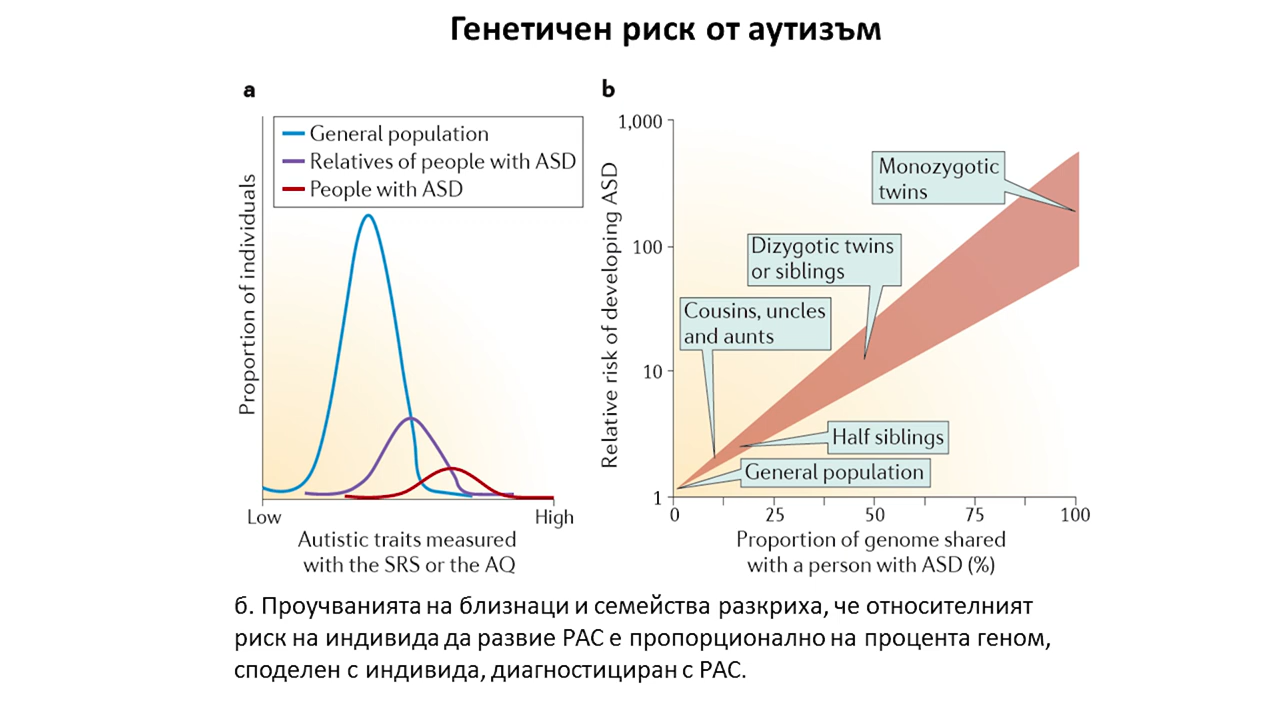 Генетичен риск от аутизъм
a
General population
Relatives of people with ASD
People with ASD
Proportion of individuals
Low
High
Autistic traits measured
with the SRS or the AQ
b
1,000
100
10
1
Relative risk of developing ASD
Monozygotic
twins
Dizygotic twins
or siblings
Cousins, uncles
and aunts
Half siblings
General population
0
25
50
75
100
Proportion of genome shared
with a person with ASD (%)
б. Проучванията на близнаци и семейства разкриха, че относителният
риск на индивида да развие РАС е пропорционално на процента геном,
споделен с индивида, диагностициран с РАС.